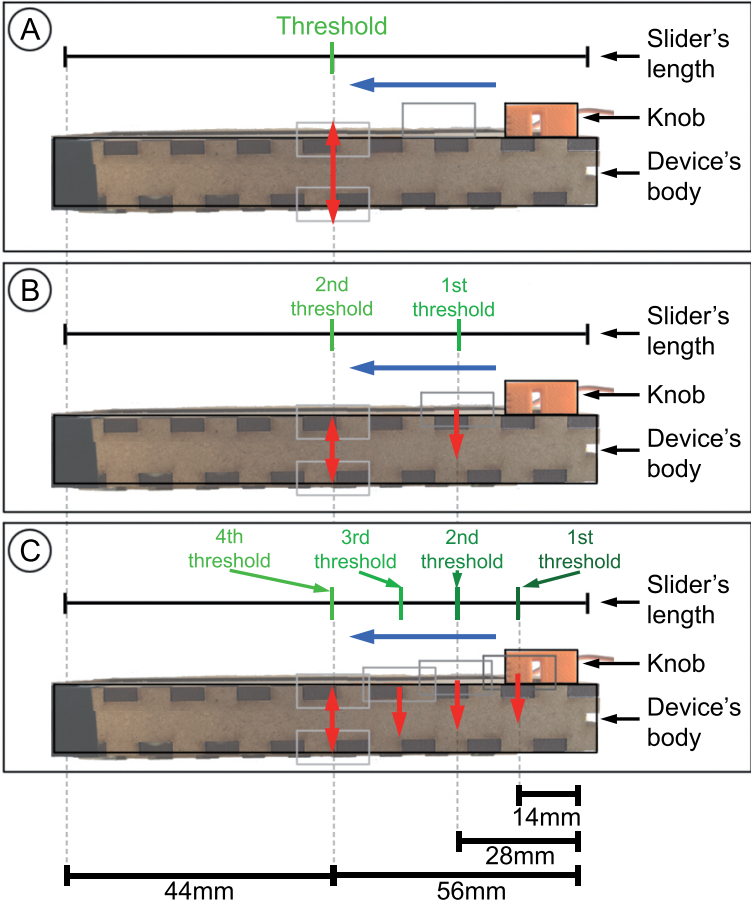 A
Threshold
Slider's
length
Knob
Device's
body
B
2nd
threshold
1st
threshold
Slider's
length
Knob
Device's
body
C
4th
threshold
3rd
threshold
2nd
threshold
1st
threshold
Slider's
length
Knob
Device's
body
14mm
28mm
44mm
56mm